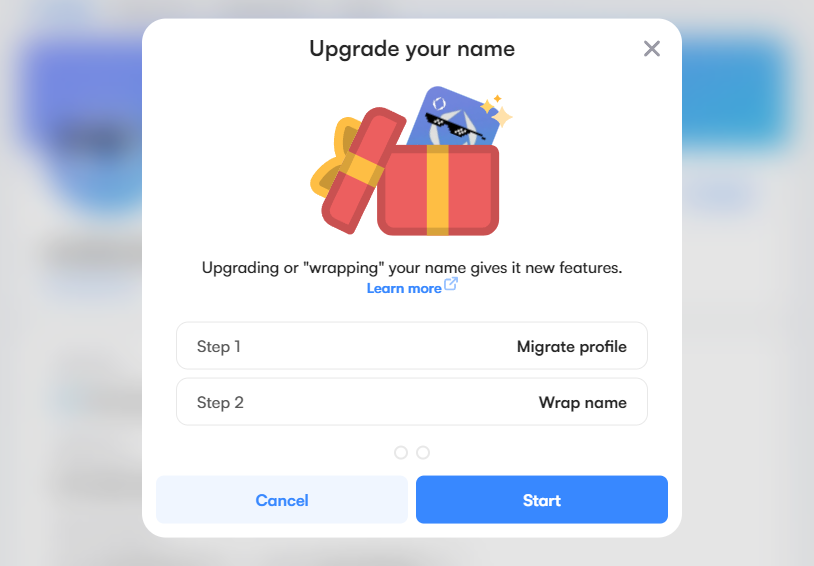 Upgrade your name
Upgrading or "wrapping" your name gives it new features.
Learn more
Step 1 Migrate profile
Step 2 Wrap name
Cancel Start